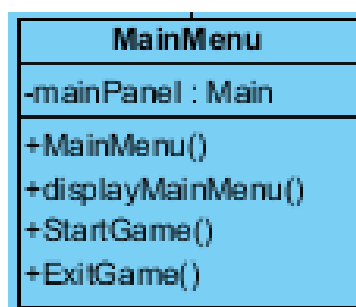 MainMenu
-mainPanel : Main
+MainMenu()
+displayMainMenu()
+StartGame()
+ExitGame()